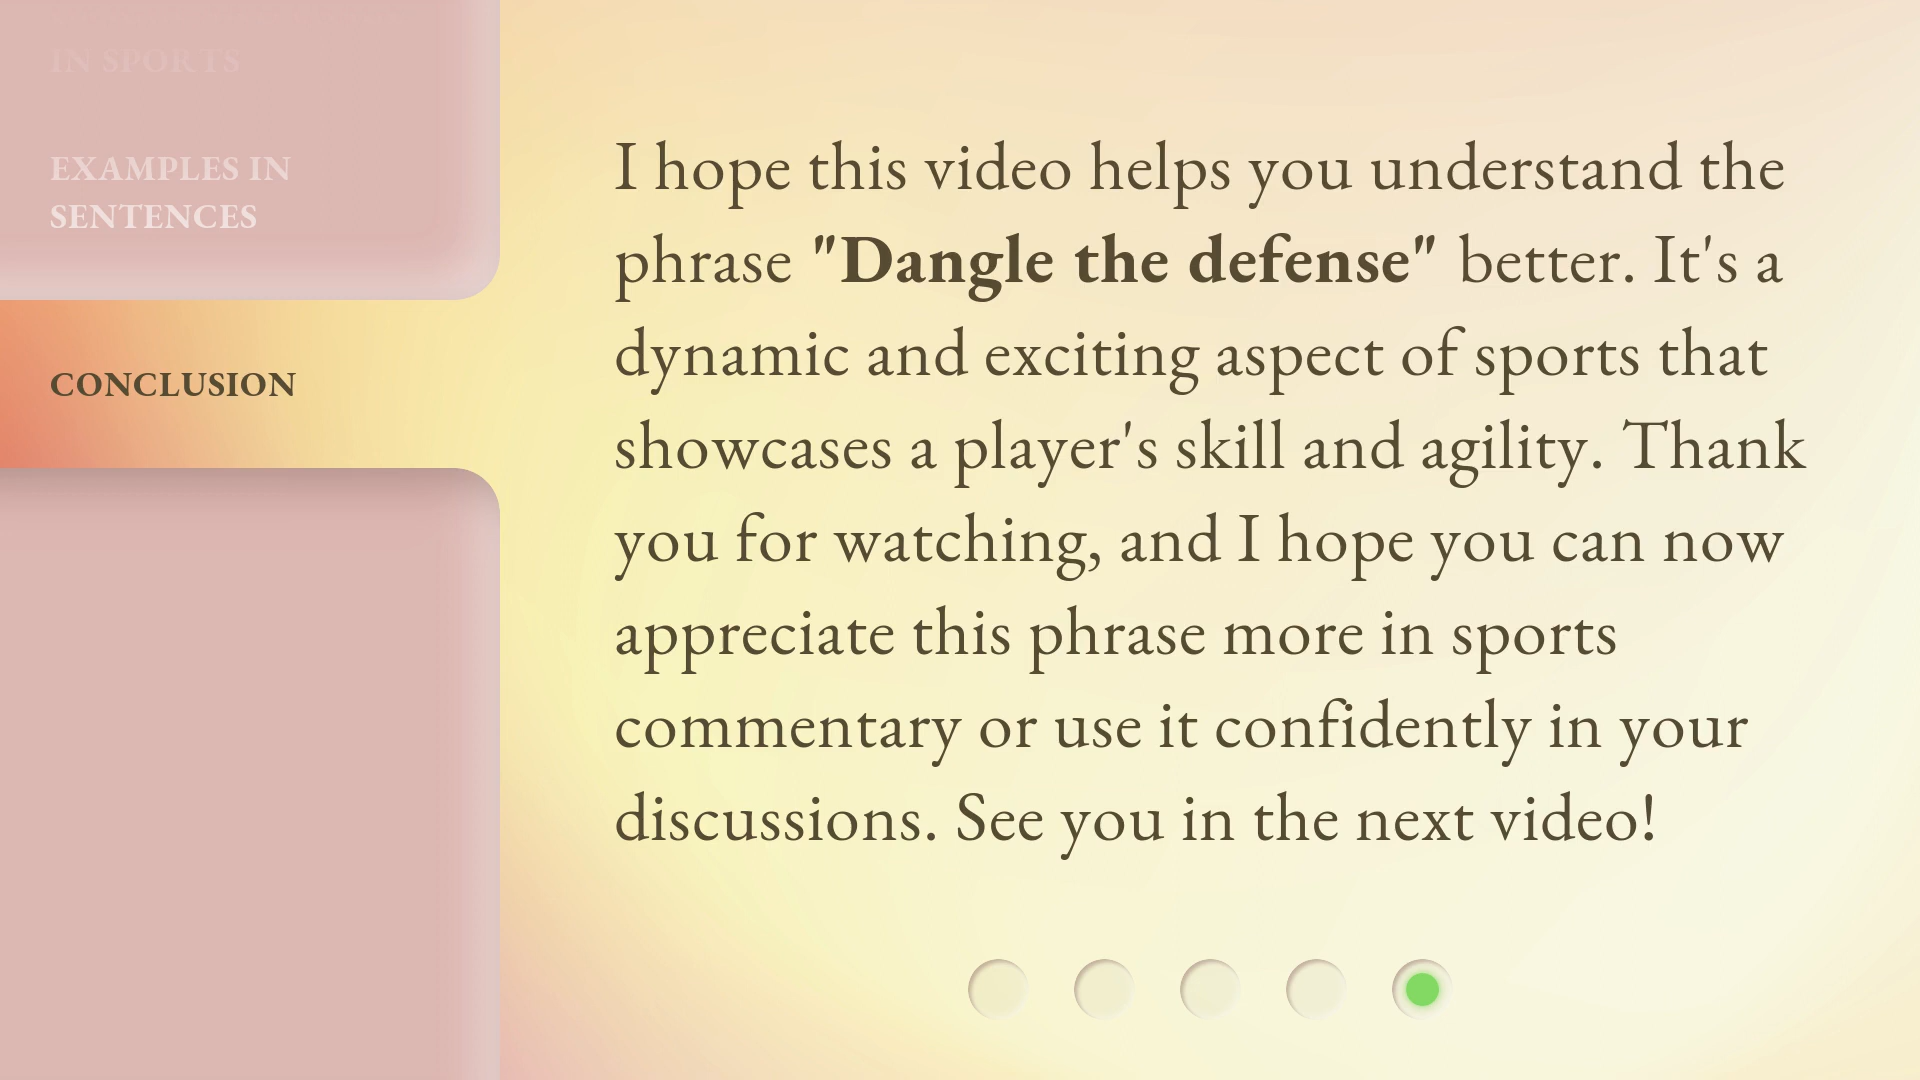 IN SPORTS
EXAMPLES IN
SENTENCES
CONCLUSION
I hope this video helps you understand the
phrase "Dangle the defense" better. It's a
dynamic and exciting aspect of sports that
showcases a player's skill and agility. Thank
you for watching, and I hope you can now
appreciate this phrase more in sports
commentary or use it confidently in your
discussions. See you in the next video!